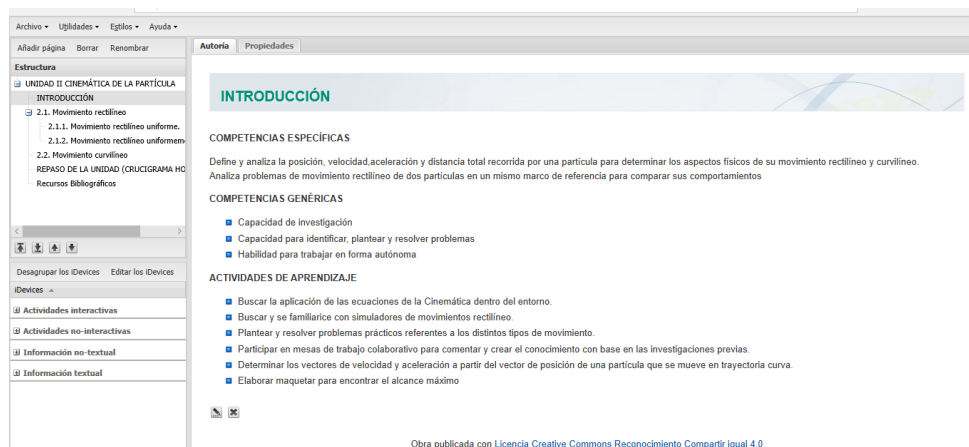 Archivo Utilidades Estilos Ayuda
Añadir página Borrar Renombrar
Estructura
UNIDAD II CINEMÁTICA DE LA PARTÍCULA
INTRODUCCIÓN
2.1. Movimiento rectilíneo
2.1.1. Movimiento rectilíneo uniforme.
2.1.2. Movimiento rectilíneo uniformem
2.2. Movimiento curvilíneo
REPASO DE LA UNIDAD (CRUCIGRAMA HO
Recursos Bibliográficos
Desagrupar los iDevices Editar los iDevices
iDevices
Actividades interactivas
Actividades no-interactivas
Información no-textual
Información textual
Autoría Propiedades
INTRODUCCIÓN
COMPETENCIAS ESPECÍFICAS
Define y analiza la posición, velocidad,aceleración y distancia total recorrida por una partícula para determinar los aspectos físicos de su movimiento rectilíneo y curvilíneo.
Analiza problemas de movimiento rectilíneo de dos partículas en un mismo marco de referencia para comparar sus comportamientos
COMPETENCIAS GENÉRICAS
Capacidad de investigación
Capacidad para identificar, plantear y resolver problemas
Habilidad para trabajar en forma autónoma
ACTIVIDADES DE APRENDIZAJE
Buscar la aplicación de las ecuaciones de la Cinemática dentro del entorno.
Buscar y se familiarice con simuladores de movimientos rectilíneo.
Plantear y resolver problemas prácticos referentes a los distintos tipos de movimiento.
Participar en mesas de trabajo colaborativo para comentar y crear el conocimiento con base en las investigaciones previas.
Determinar los vectores de velocidad y aceleración a partir del vector de posición de una partícula que se mueve en trayectoria curva.
Elaborar maquetar para encontrar el alcance máximo
Obra publicada con Licencia Creative Commons Reconocimiento Compartir igual 4.0